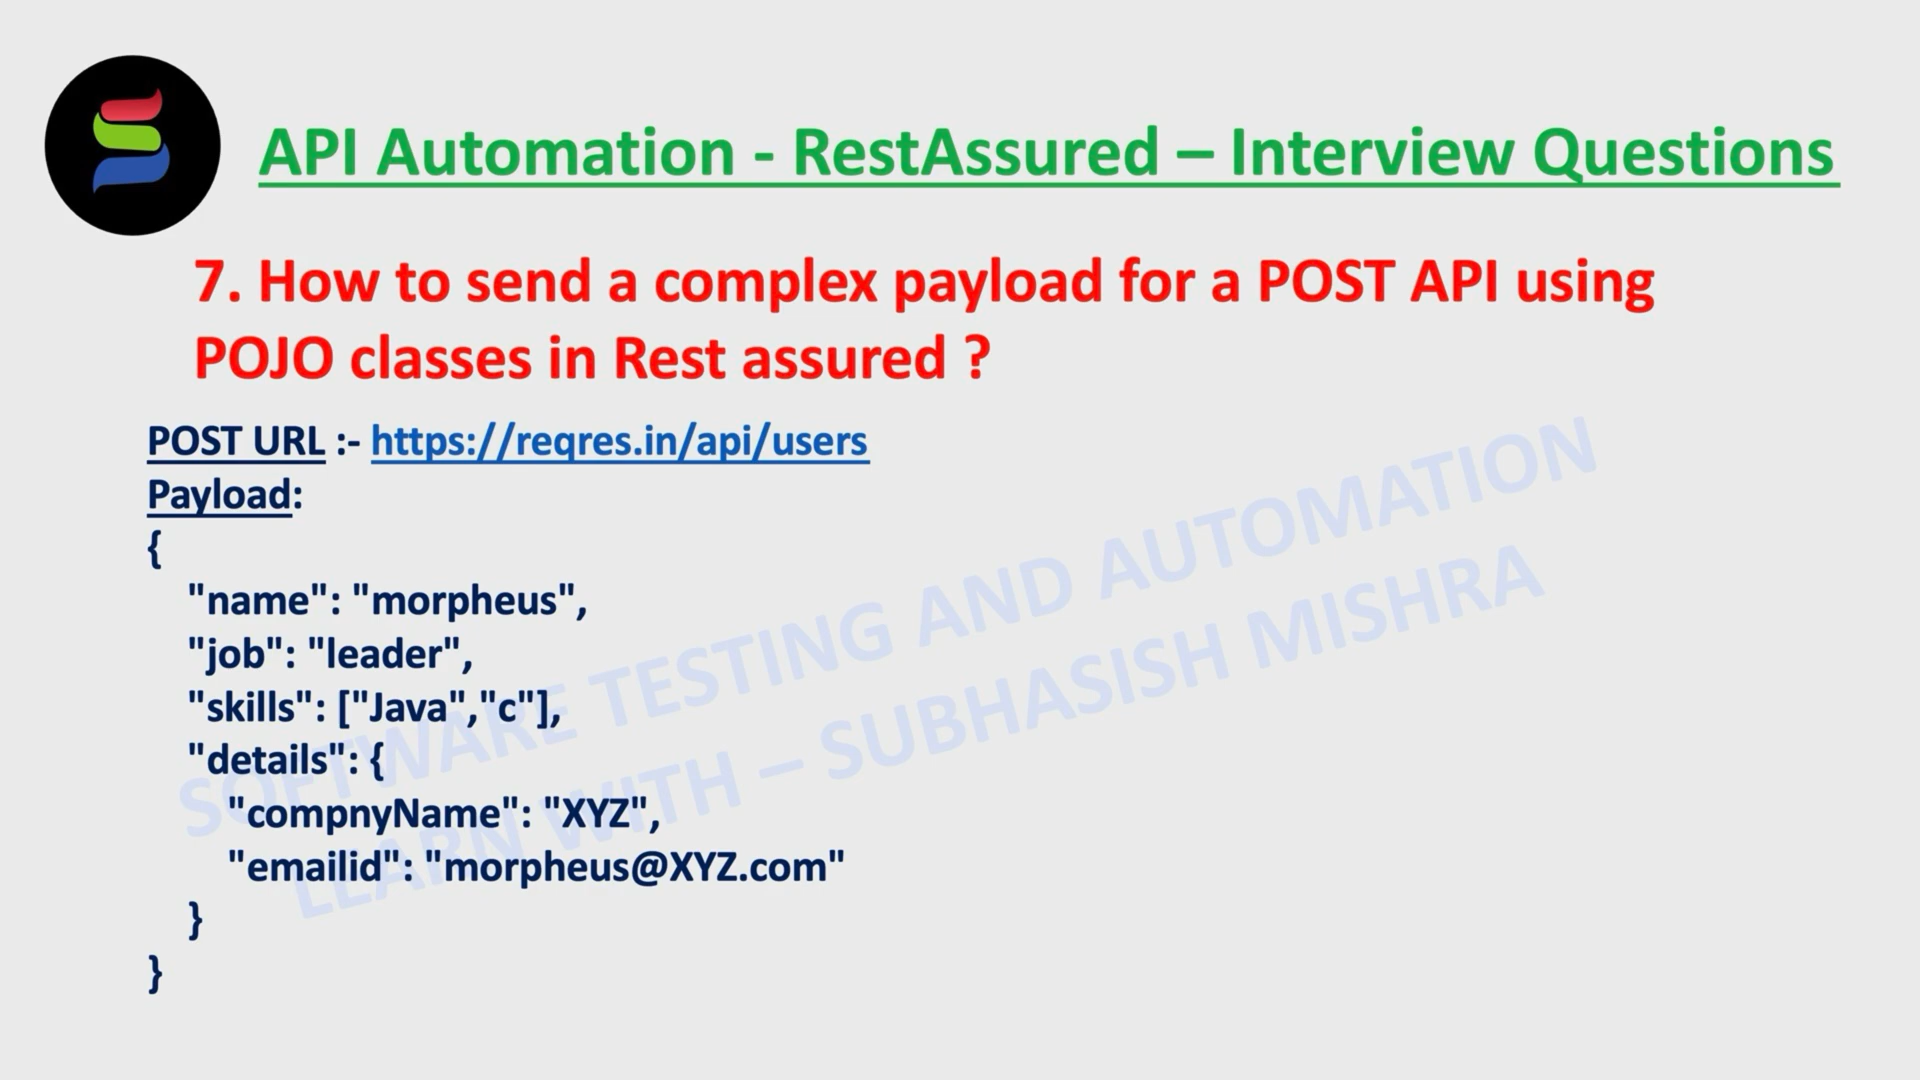 API Automation - RestAssured – Interview Questions
7. How to send a complex payload for a POST API using
POJO classes in Rest assured ?
POST URL :- https://reqres.in/api/users
Payload:
{
"name": "morpheus",
"job": "leader",
"skills": ["Java","c"],
"details": {
"compnyName": "XYZ",
"emailid": "morpheus@XYZ.com"
}
}
SOFTWARE TESTING AND AUTOMATION
LEARN WITH – SUBHASISH MISHRA